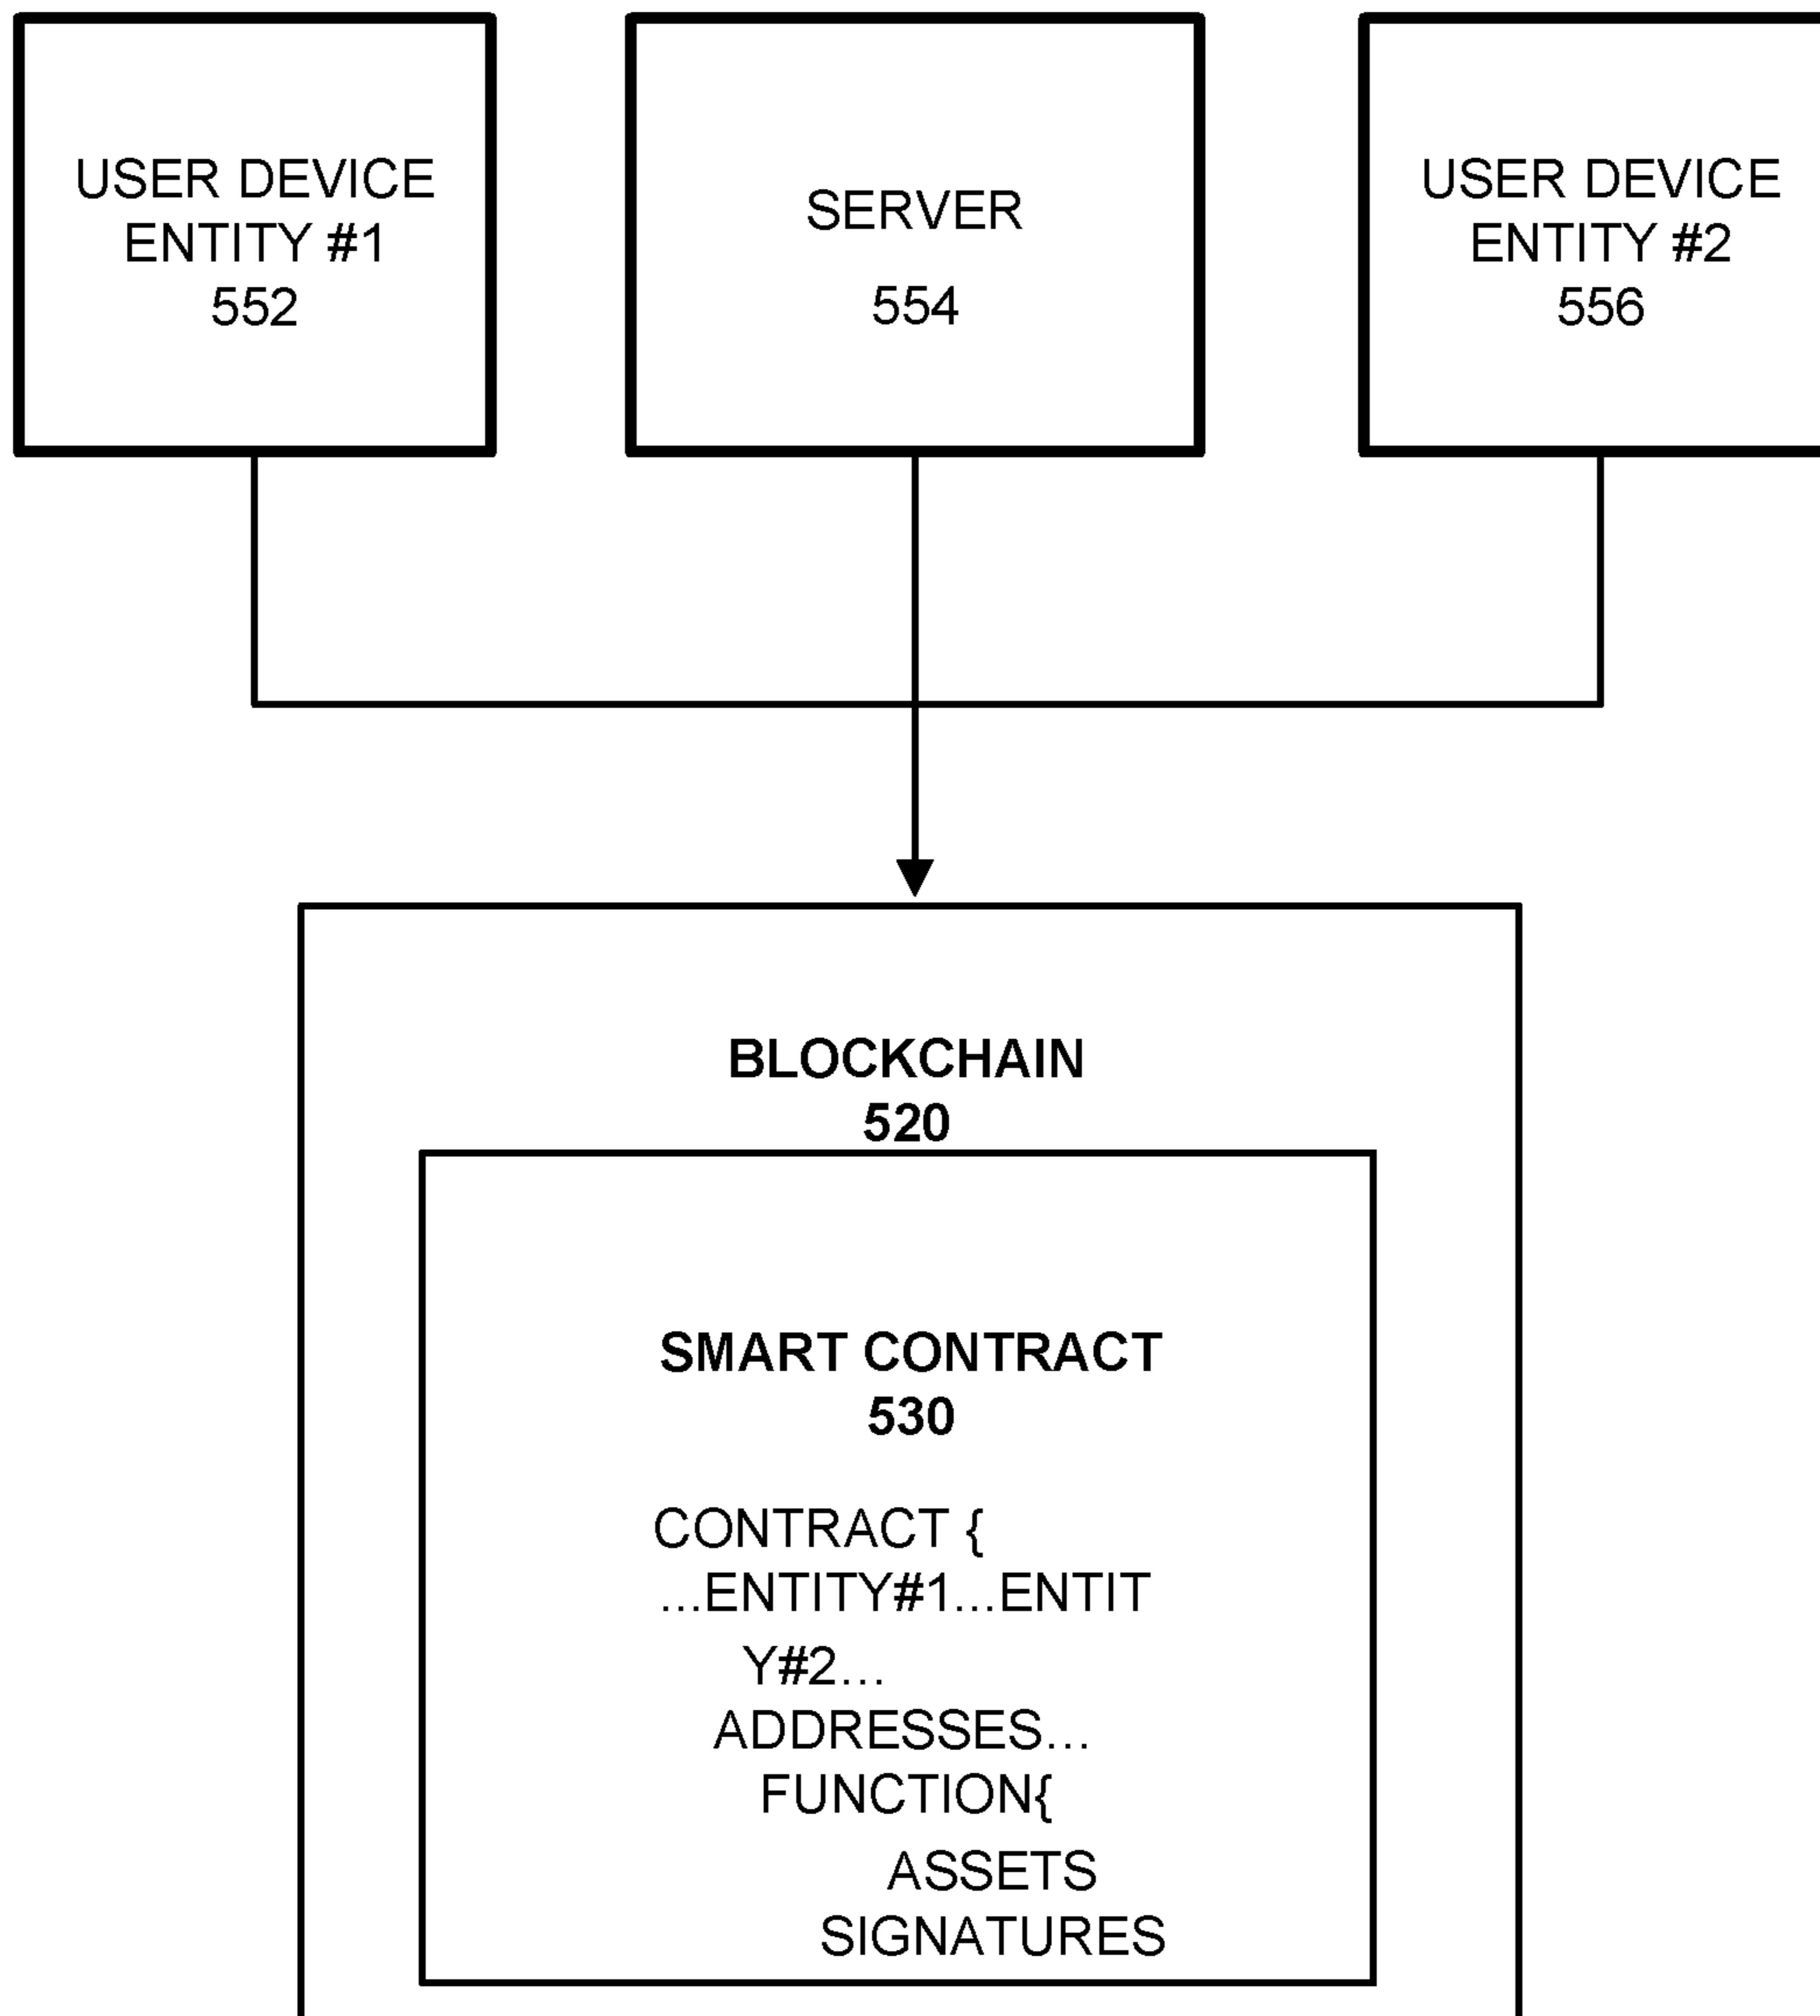 USER DEVICE
ENTITY #1
552
SERVER
554
USER DEVICE
ENTITY #2
556
BLOCKCHAIN
520
SMART CONTRACT
530
CONTRACT {
...ENTITY#1...ENTIT
Y#2...
ADDRESSES...
FUNCTION{
ASSETS
SIGNATURES